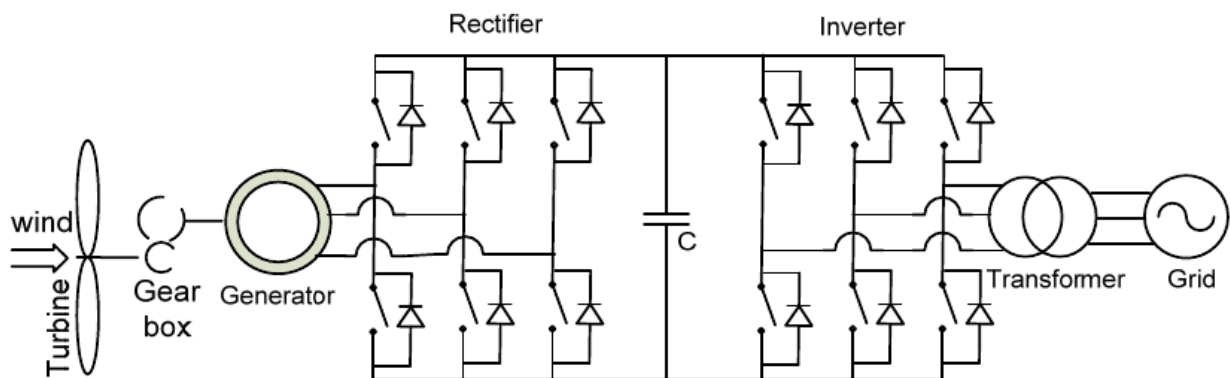 Rectifier
Inverter
wind
Turbine
Gear
box
Generator
C
Transformer
Grid